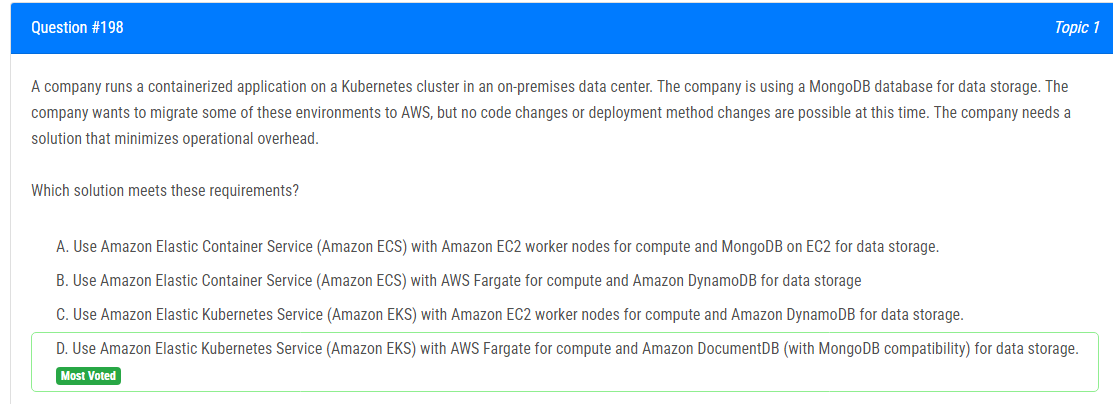 Question #198
Topic 1
A company runs a containerized application on a Kubernetes cluster in an on-premises data center. The company is using a MongoDB database for data storage. The
company wants to migrate some of these environments to AWS, but no code changes or deployment method changes are possible at this time. The company needs a
solution that minimizes operational overhead.
Which solution meets these requirements?
A. Use Amazon Elastic Container Service (Amazon ECS) with Amazon EC2 worker nodes for compute and MongoDB on EC2 for data storage.
B. Use Amazon Elastic Container Service (Amazon ECS) with AWS Fargate for compute and Amazon DynamoDB for data storage
C. Use Amazon Elastic Kubernetes Service (Amazon EKS) with Amazon EC2 worker nodes for compute and Amazon DynamoDB for data storage.
D. Use Amazon Elastic Kubernetes Service (Amazon EKS) with AWS Fargate for compute and Amazon DocumentDB (with MongoDB compatibility) for data storage.
Most Voted